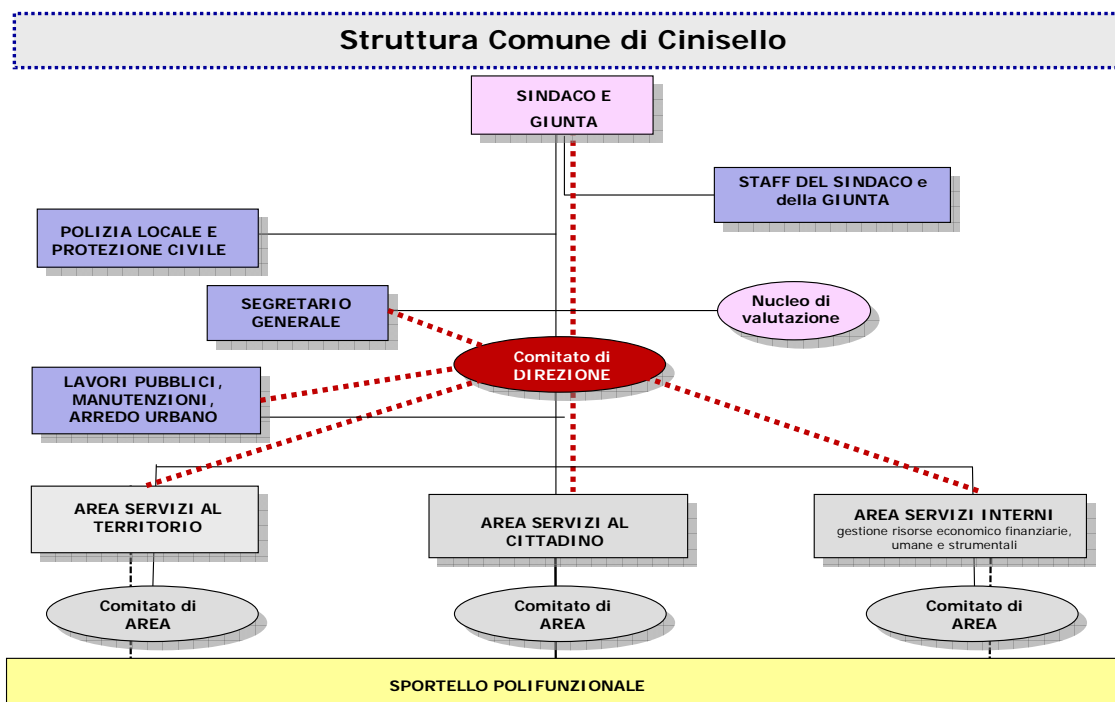 Struttura Comune di Cinisello
SINDACO E
GIUNTA
STAFF DEL SINDACO e
della GIUNTA
POLIZIA LOCALE E
PROTEZIONE CIVILE
SEGRETARIO
GENERALE
Nucleo di
valutazione
Comitato di
DIREZIONE
LAVORI PUBBLICI,
MANUTENZIONI,
ARREDO URBANO
AREA SERVIZI AL
TERRITORIO
AREA SERVIZI AL
CITTADINO
AREA SERVIZI INTERNI
gestione risorse economico finanziarie,
umane e strumentali
Comitato di
AREA
Comitato di
AREA
Comitato di
AREA
SPORTELLO POLIFUNZIONALE